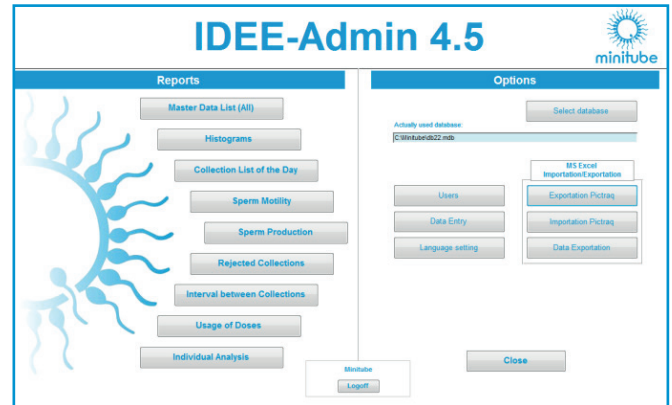 IDEE-Admin 4.5
minitube
Reports
Master Data List (All)
Histograms
Collection List of the Day
Sperm Motility
Sperm Production
Rejected Collections
Interval between Collections
Usage of Doses
Individual Analysis
Minitube
Logoff
Options
Select database
Actually used database:
C:\Minitube\db22.mdb
MS Excel
Importation/Exportation
Users
Exportation Pictraq
Data Entry
Importation Pictraq
Language setting
Data Exportation
Close